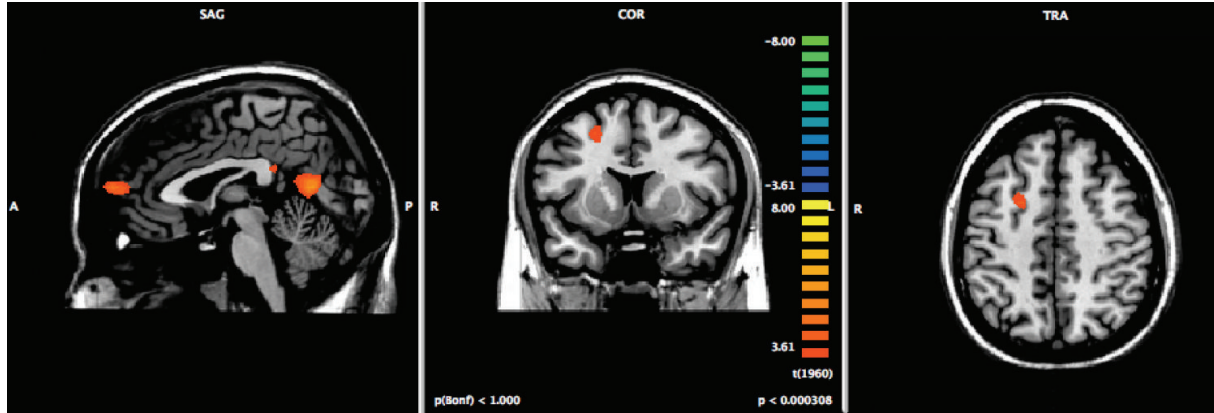 SAG
A
P
COR
R
L
-8.00
-3.61
8.00
3.61
t(1960)
p(Bonf) < 1.000
p < 0.000308
TRA
R